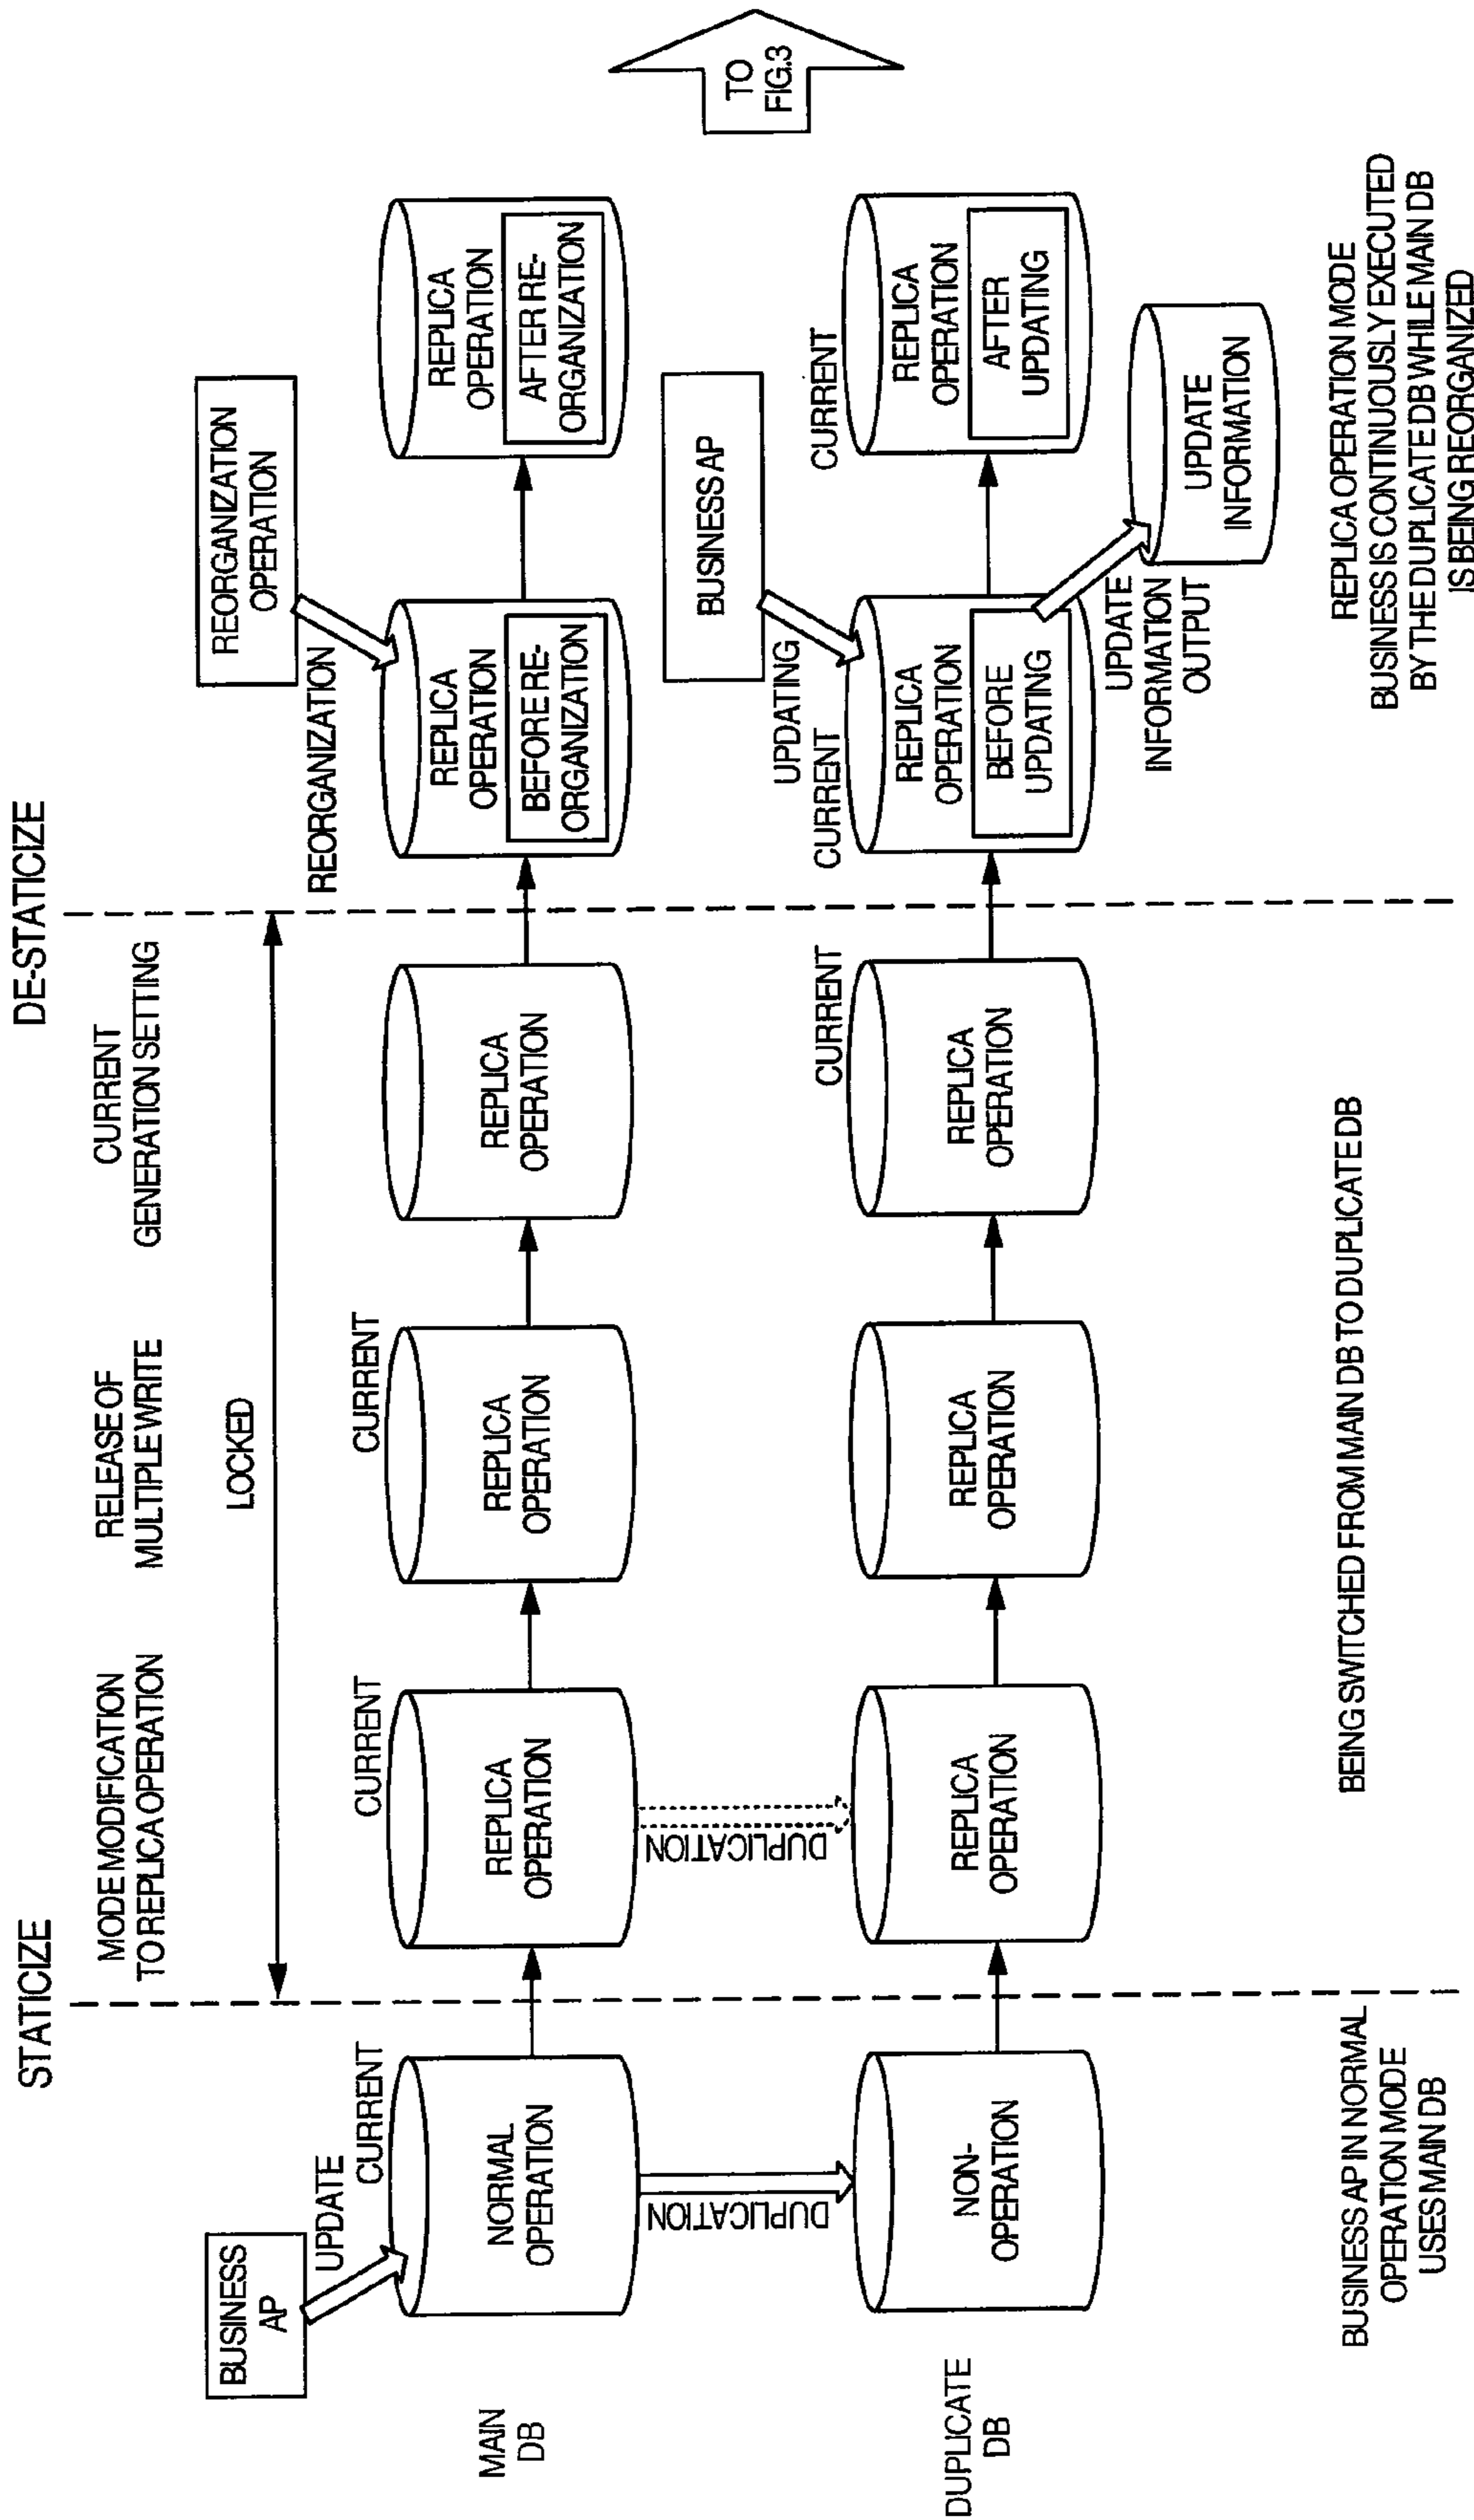 STATICIZE
DE-STATICIZE
MODE MODIFICATION
TO REPLICA OPERATION
RELEASE OF
MULTIPLE WRITE
CURRENT
GENERATION SETTING
LOCKED
BUSINESS
AP
UPDATE
REORGANIZATION
OPERATION
REORGANIZATION
MAIN
DB
CURRENT
NORMAL
OPERATION
CURRENT
REPLICA
OPERATION
CURRENT
REPLICA
OPERATION
REPLICA
OPERATION
REPLICA
OPERATION
BEFORE RE-
ORGANIZATION
REPLICA
OPERATION
AFTER RE-
ORGANIZATION
DUPLICATION
DUPLICATION
BUSINESS AP
UPDATING
TO
FIG.3
DUPLICATE
DB
NON-
OPERATION
REPLICA
OPERATION
REPLICA
OPERATION
CURRENT
REPLICA
OPERATION
CURRENT
REPLICA
OPERATION
BEFORE
UPDATING
CURRENT
REPLICA
OPERATION
AFTER
UPDATING
UPDATE
INFORMATION
OUTPUT
UPDATE
INFORMATION
BUSINESS AP IN NORMAL
OPERATION MODE
USES MAIN DB
BEING SWITCHED FROM MAIN DB TO DUPLICATED DB
REPLICA OPERATION MODE
BUSINESS IS CONTINUOUSLY EXECUTED
BY THE DUPLICATED DB WHILE MAIN DB
IS BEING REORGANIZED